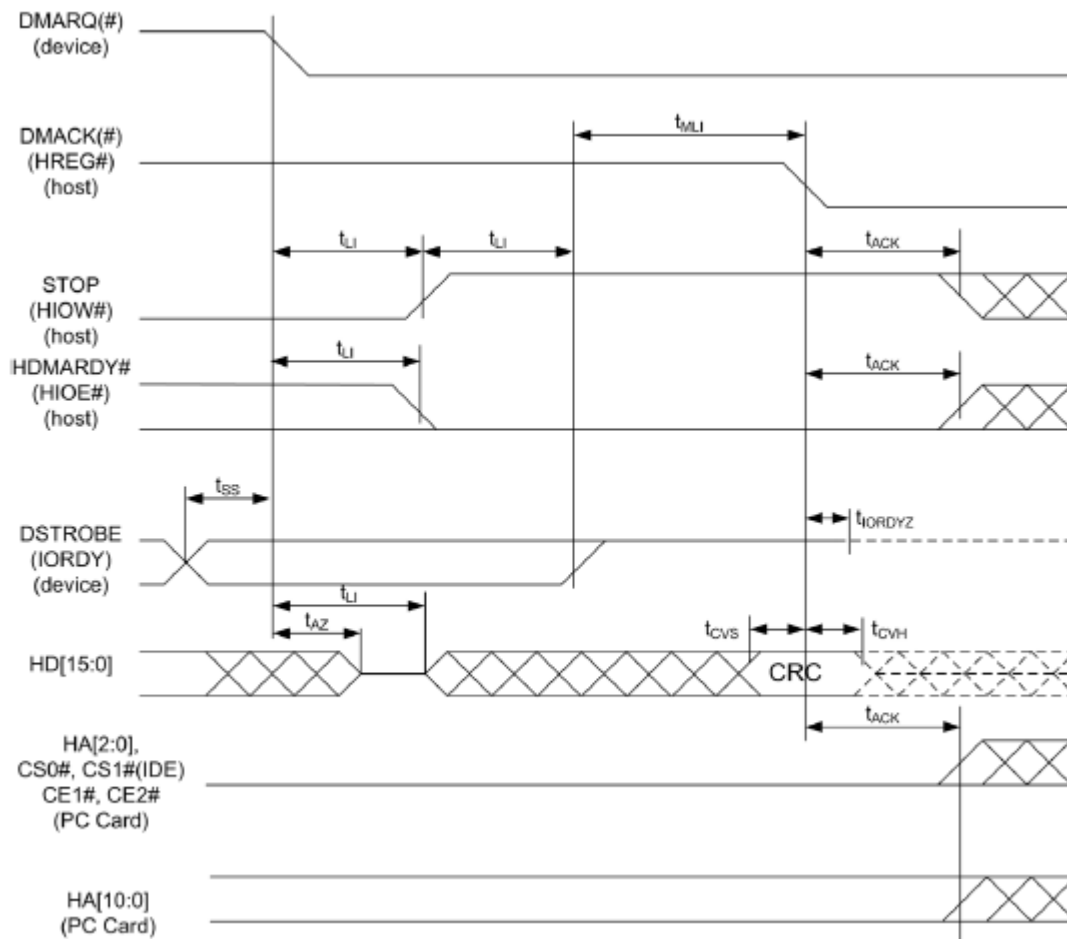 DMARQ(#)
(device)
tMLI
DMACK(#)
(HREG#)
(host)
tLI
tLI
tACK
STOP
(HIOW#)
(host)
tLI
tACK
HDMARDY#
(HIOE#)
(host)
tSS
tIORDYZ
DSTROBE
(IORDY)
(device)
tLI
tAZ
tCVS
tCVH
HD[15:0]
CRC
tACK
HA[2:0],
CS0#, CS1#(IDE)
CE1#, CE2#
(PC Card)
HA[10:0]
(PC Card)